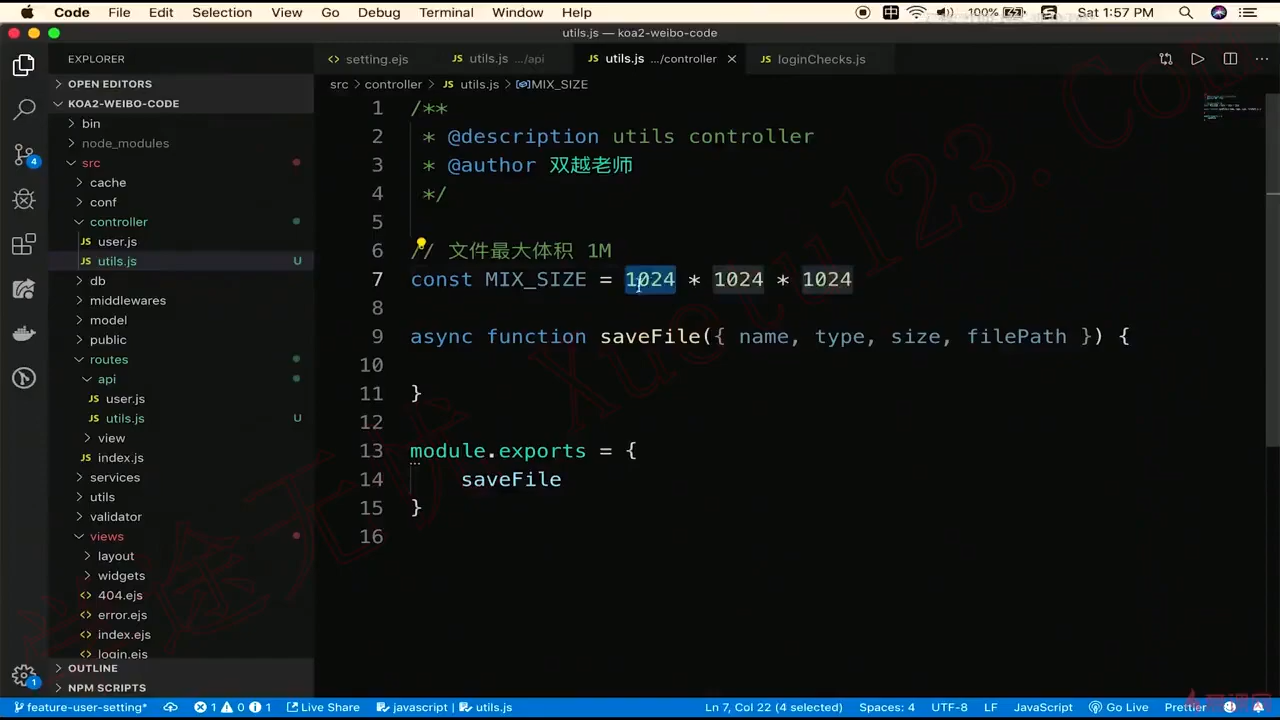 Code File Edit Selection View Go Debug Terminal Window Help 100% Sat 1:57 PM
utils.js — koa2-weibo-code
EXPLORER
OPEN EDITORS
KOA2-WEIBO-CODE
bin
node_modules
src
cache
conf
controller
user.js
utils.js U
db
middlewares
model
public
routes
api
user.js
utils.js U
view
index.js
services
utils
validator
views
layout
widgets
404.ejs
error.ejs
index.ejs
login.ejs
OUTLINE
NPM SCRIPTS
4
1
setting.ejs utils.js .../api utils.js .../controller loginChecks.js
src > controller > utils.js > MIX_SIZE
1 /**
2 * @description utils controller
3 * @author 双越老师
4 */
5
6 // 文件最大体积 1M
7 const MIX_SIZE = 1024 * 1024 * 1024
8
9 async function saveFile({ name, type, size, filePath }) {
10
11 }
12
13 module.exports = {
14 saveFile
15 }
16
feature-user-setting* 1 0 1 Live Share javascript | utils.js Ln 7, Col 22 (4 selected) Spaces: 4 UTF-8 LF JavaScript Go Live Prettier